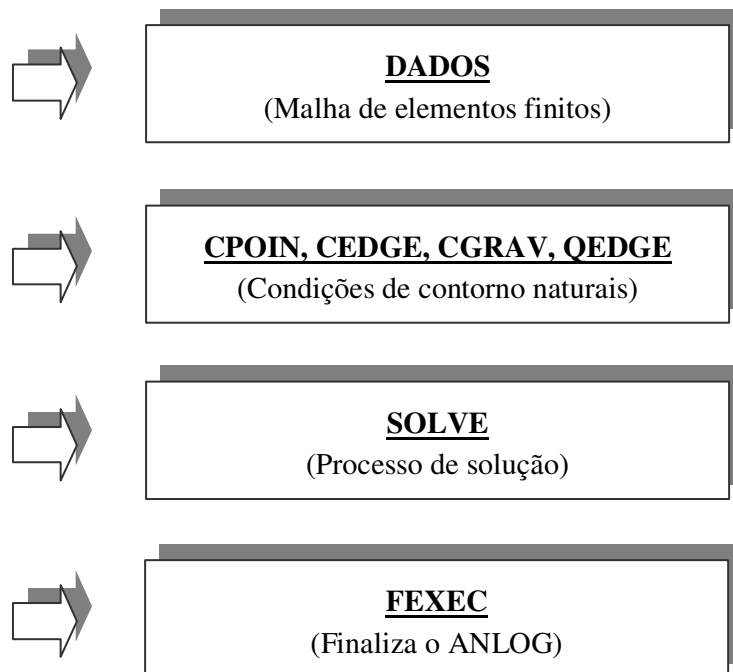 DADOS
(Malha de elementos finitos)
CPOIN, CEDGE, CGRAV, QEDGE
(Condições de contorno naturais)
SOLVE
(Processo de solução)
FEXEC
(Finaliza o ANLOG)